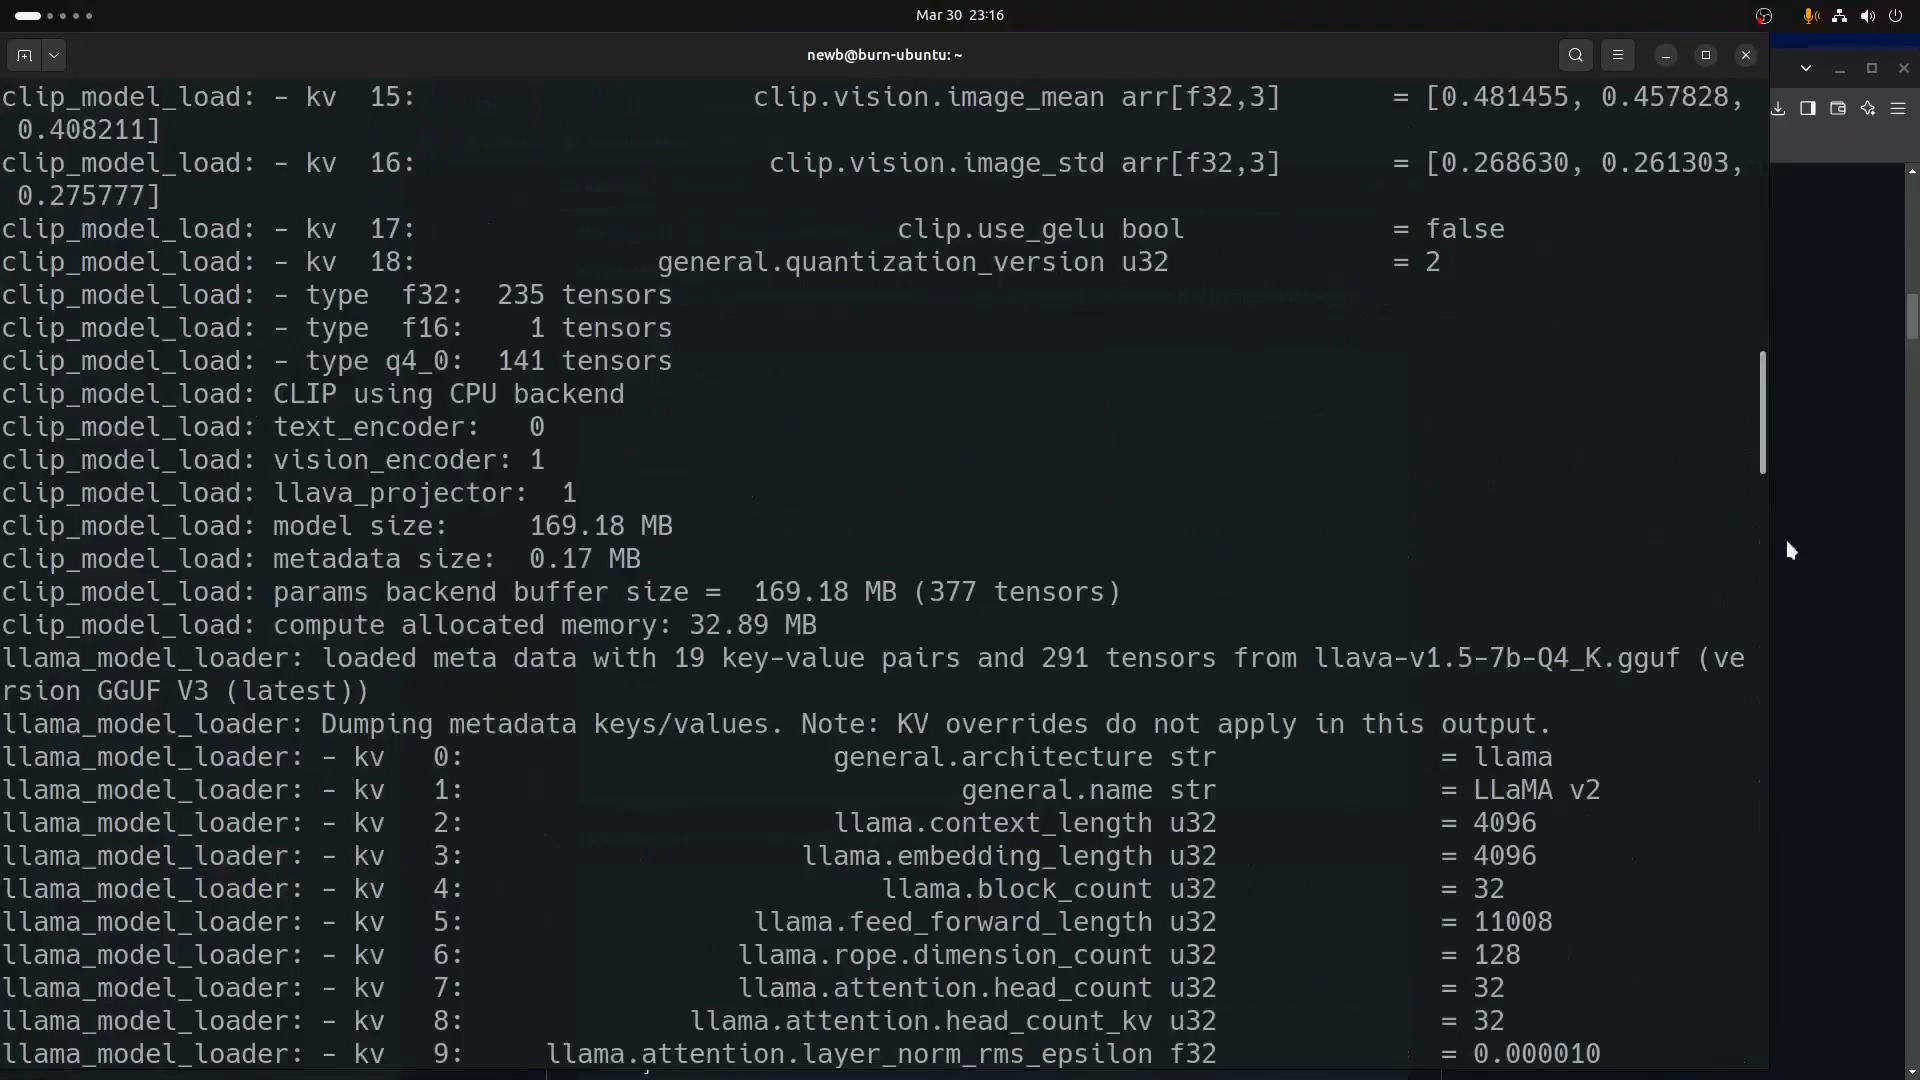 Mar 30 23:16
newb@burn-ubuntu: ~
clip_model_load: - kv 15: clip.vision.image_mean arr[f32,3] = [0.481455, 0.457828,
0.408211]
clip_model_load: - kv 16: clip.vision.image_std arr[f32,3] = [0.268630, 0.261303,
0.275777]
clip_model_load: - kv 17: clip.use_gelu bool = false
clip_model_load: - kv 18: general.quantization_version u32 = 2
clip_model_load: - type f32: 235 tensors
clip_model_load: - type f16: 1 tensors
clip_model_load: - type q4_0: 141 tensors
clip_model_load: CLIP using CPU backend
clip_model_load: text_encoder: 0
clip_model_load: vision_encoder: 1
clip_model_load: llava_projector: 1
clip_model_load: model size: 169.18 MB
clip_model_load: metadata size: 0.17 MB
clip_model_load: params backend buffer size = 169.18 MB (377 tensors)
clip_model_load: compute allocated memory: 32.89 MB
llama_model_loader: loaded meta data with 19 key-value pairs and 291 tensors from llava-v1.5-7b-Q4_K.gguf (ve
rsion GGUF V3 (latest))
llama_model_loader: Dumping metadata keys/values. Note: KV overrides do not apply in this output.
llama_model_loader: - kv 0: general.architecture str = llama
llama_model_loader: - kv 1: general.name str = LLaMA v2
llama_model_loader: - kv 2: llama.context_length u32 = 4096
llama_model_loader: - kv 3: llama.embedding_length u32 = 4096
llama_model_loader: - kv 4: llama.block_count u32 = 32
llama_model_loader: - kv 5: llama.feed_forward_length u32 = 11008
llama_model_loader: - kv 6: llama.rope.dimension_count u32 = 128
llama_model_loader: - kv 7: llama.attention.head_count u32 = 32
llama_model_loader: - kv 8: llama.attention.head_count_kv u32 = 32
llama_model_loader: - kv 9: llama.attention.layer_norm_rms_epsilon f32 = 0.000010